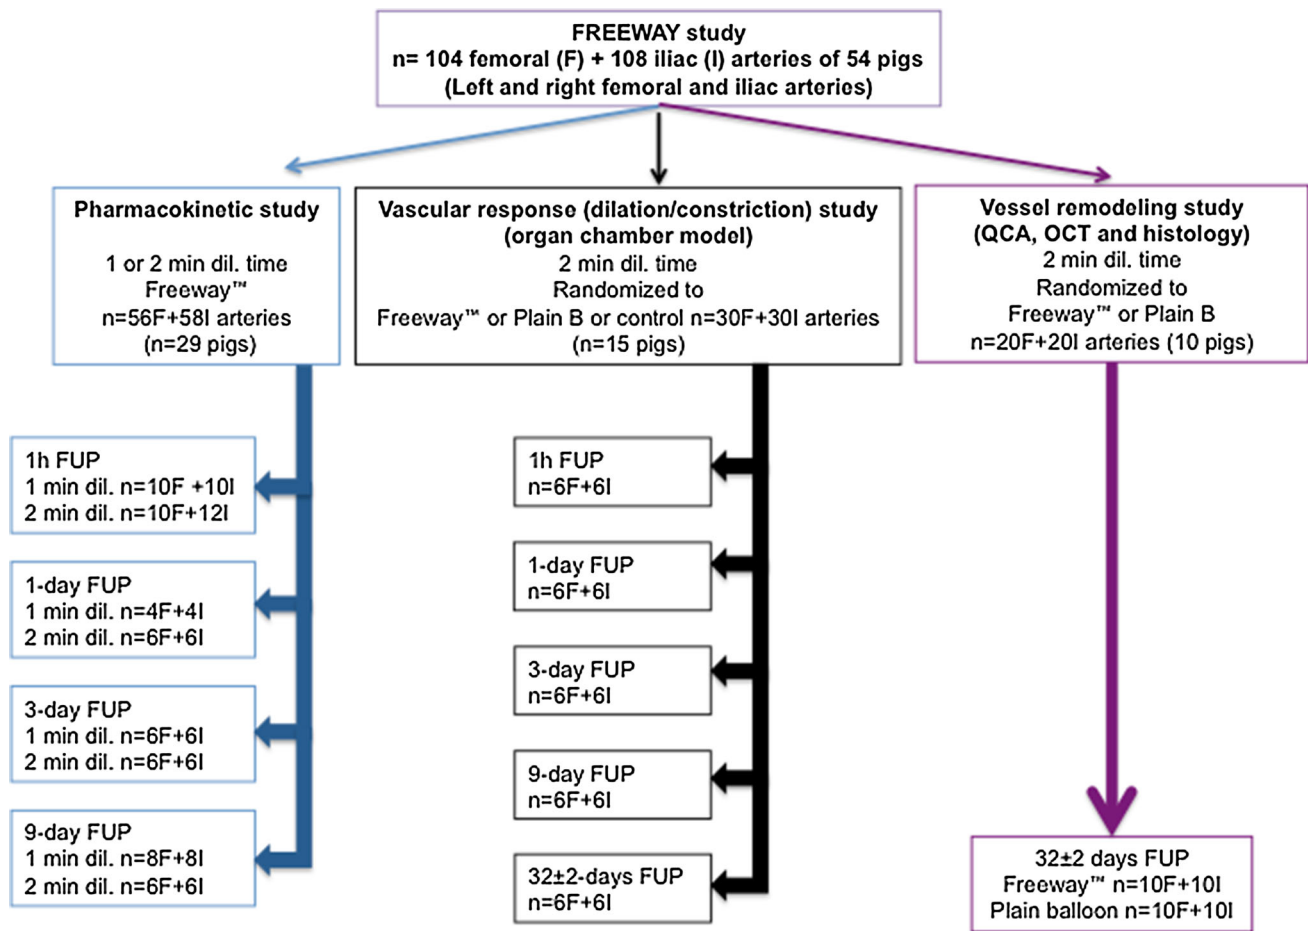 FREEWAY study
n= 104 femoral (F) + 108 iliac (I) arteries of 54 pigs
(Left and right femoral and iliac arteries)
Pharmacokinetic study
1 or 2 min dil. time
Freeway™
n=56F+58I arteries
(n=29 pigs)
Vascular response (dilation/constriction) study
(organ chamber model)
2 min dil. time
Randomized to
Freeway™ or Plain B or control n=30F+30I arteries
(n=15 pigs)
Vessel remodeling study
(QCA, OCT and histology)
2 min dil. time
Randomized to
Freeway™ or Plain B
n=20F+20I arteries (10 pigs)
1h FUP
1 min dil. n=10F +10I
2 min dil. n=10F+12I
1-day FUP
1 min dil. n=4F+4I
2 min dil. n=6F+6I
3-day FUP
1 min dil. n=6F+6I
2 min dil. n=6F+6I
9-day FUP
1 min dil. n=8F+8I
2 min dil. n=6F+6I
1h FUP
n=6F+6I
1-day FUP
n=6F+6I
3-day FUP
n=6F+6I
9-day FUP
n=6F+6I
32±2-days FUP
n=6F+6I
32±2 days FUP
Freeway™ n=10F+10I
Plain balloon n=10F+10I